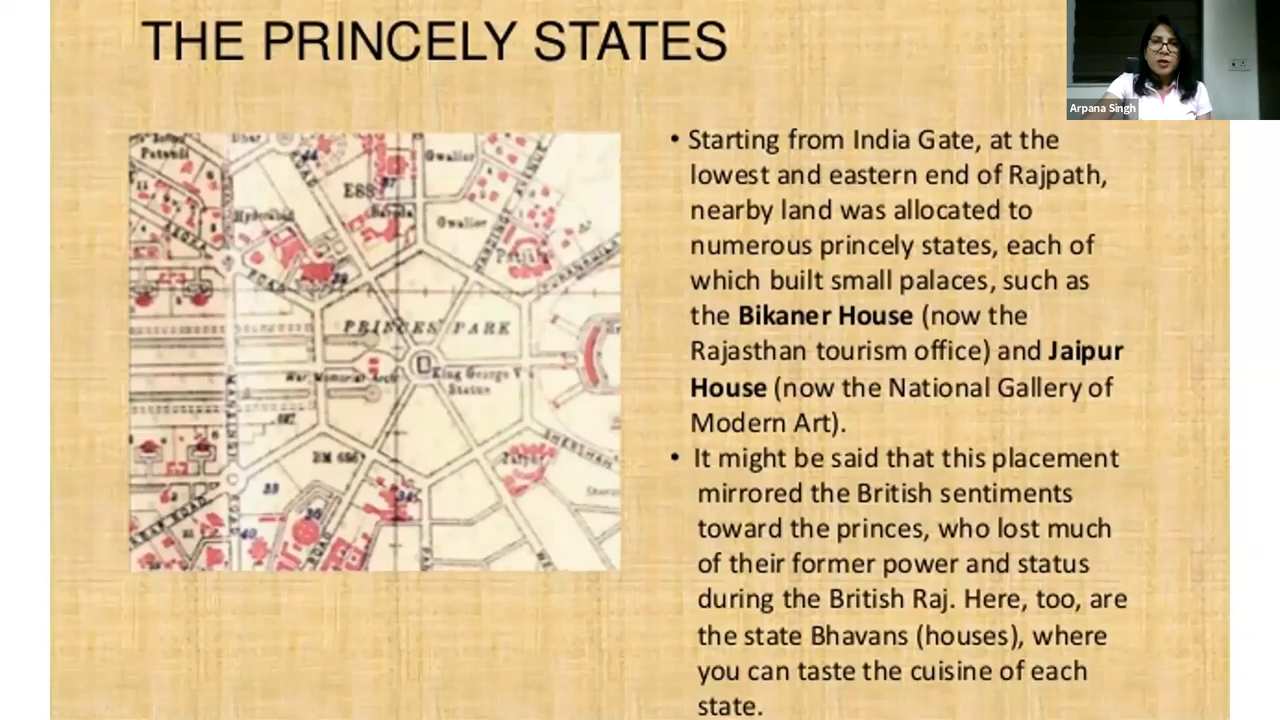 THE PRINCELY STATES
Arpana Singh
• Starting from India Gate, at the
lowest and eastern end of Rajpath,
nearby land was allocated to
numerous princely states, each of
which built small palaces, such as
the Bikaner House (now the
Rajasthan tourism office) and Jaipur
House (now the National Gallery of
Modern Art).
• It might be said that this placement
mirrored the British sentiments
toward the princes, who lost much
of their former power and status
during the British Raj. Here, too, are
the state Bhavans (houses), where
you can taste the cuisine of each
state.
Pataudi
Gwalior
Hyderabad
Baroda
Gwalior
ROAD
PRINCES' PARK
King George V
Statue
War Memorial Arch
Jaipur
ROAD